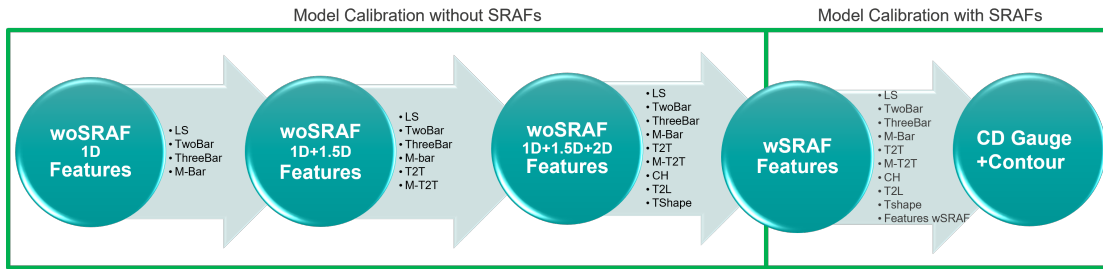 Model Calibration without SRAFs
Model Calibration with SRAFs
woSRAF
1D
Features
• LS
• TwoBar
• ThreeBar
• M-Bar
woSRAF
1D+1.5D
Features
• LS
• TwoBar
• ThreeBar
• M-bar
• T2T
• M-T2T
woSRAF
1D+1.5D+2D
Features
• LS
• TwoBar
• ThreeBar
• M-Bar
• T2T
• M-T2T
• CH
• T2L
• TShape
wSRAF
Features
• LS
• TwoBar
• ThreeBar
• M-Bar
• T2T
• M-T2T
• CH
• T2L
• Tshape
• Features wSRAF
CD Gauge
+Contour